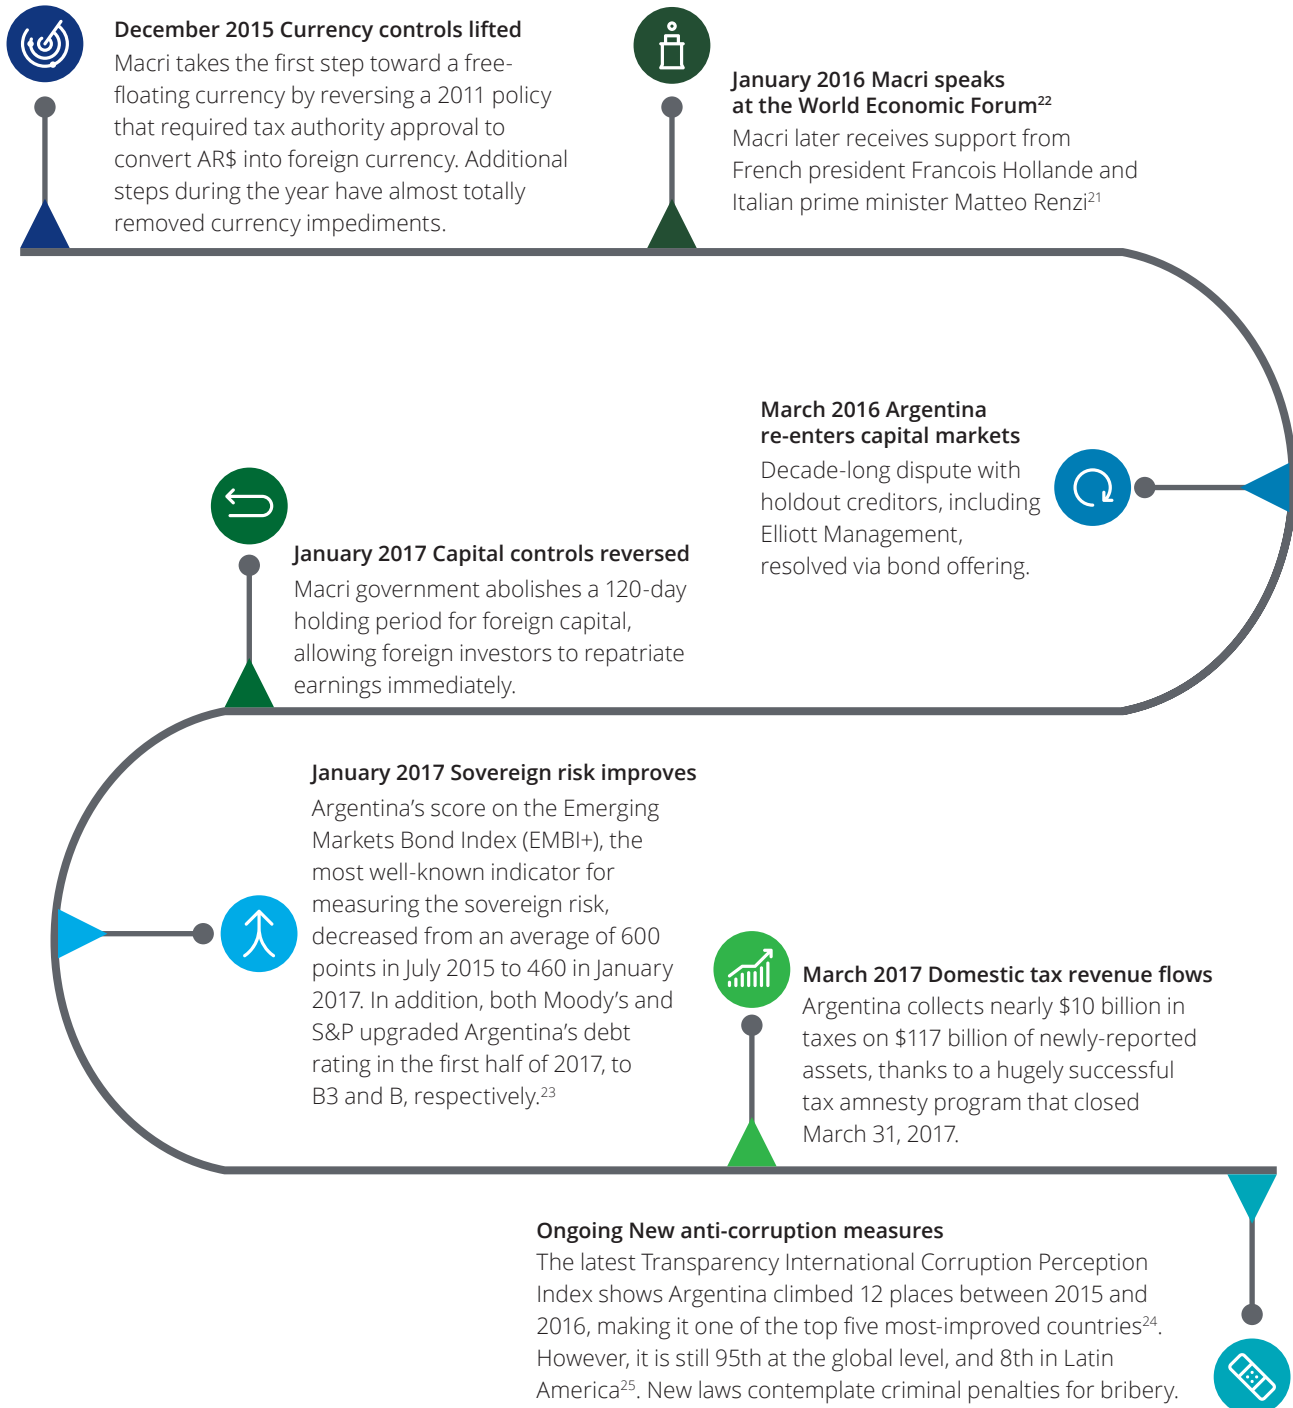 December 2015 Currency controls lifted
Macri takes the first step toward a free-
floating currency by reversing a 2011 policy
that required tax authority approval to
convert AR$ into foreign currency. Additional
steps during the year have almost totally
removed currency impediments.
January 2016 Macri speaks
at the World Economic Forum22
Macri later receives support from
French president Francois Hollande and
Italian prime minister Matteo Renzi21
March 2016 Argentina
re-enters capital markets
Decade-long dispute with
holdout creditors, including
Elliott Management,
resolved via bond offering.
January 2017 Capital controls reversed
Macri government abolishes a 120-day
holding period for foreign capital,
allowing foreign investors to repatriate
earnings immediately.
January 2017 Sovereign risk improves
Argentina’s score on the Emerging
Markets Bond Index (EMBI+), the
most well-known indicator for
measuring the sovereign risk,
decreased from an average of 600
points in July 2015 to 460 in January
2017. In addition, both Moody’s and
S&P upgraded Argentina’s debt
rating in the first half of 2017, to
B3 and B, respectively.23
March 2017 Domestic tax revenue flows
Argentina collects nearly $10 billion in
taxes on $117 billion of newly-reported
assets, thanks to a hugely successful
tax amnesty program that closed
March 31, 2017.
Ongoing New anti-corruption measures
The latest Transparency International Corruption Perception
Index shows Argentina climbed 12 places between 2015 and
2016, making it one of the top five most-improved countries24.
However, it is still 95th at the global level, and 8th in Latin
America25. New laws contemplate criminal penalties for bribery.